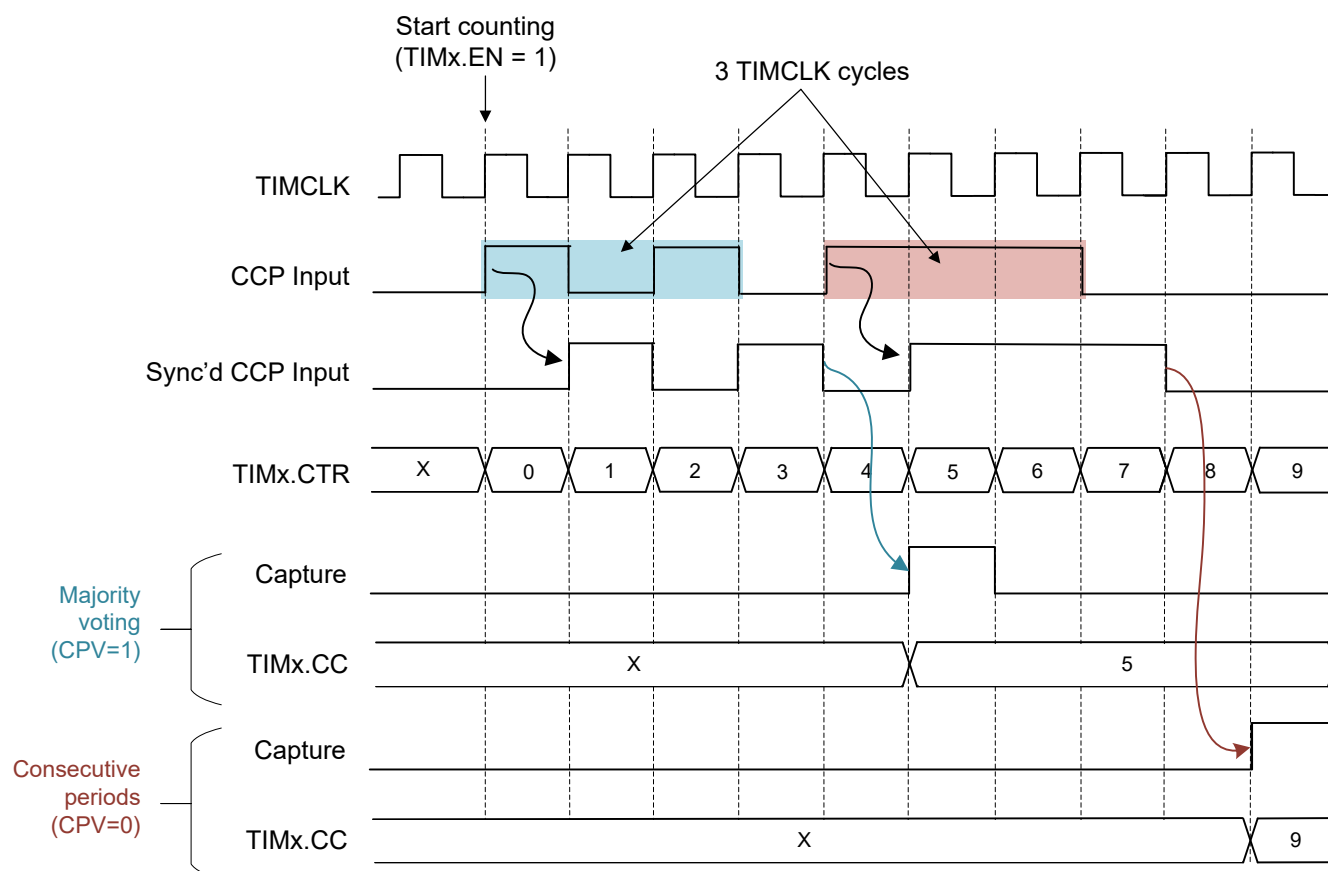 Start counting
(TIMx.EN = 1)
3 TIMCLK cycles
TIMCLK
CCP Input
Sync'd CCP Input
TIMx.CTR X 0 1 2 3 4 5 6 7 8 9
Majority
voting
(CPV=1)
Capture
TIMx.CC X 5
Consecutive
periods
(CPV=0)
Capture
TIMx.CC X 9